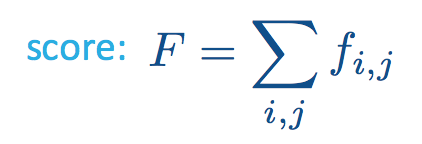 score: F = ∑ f_{i,j}
i,j